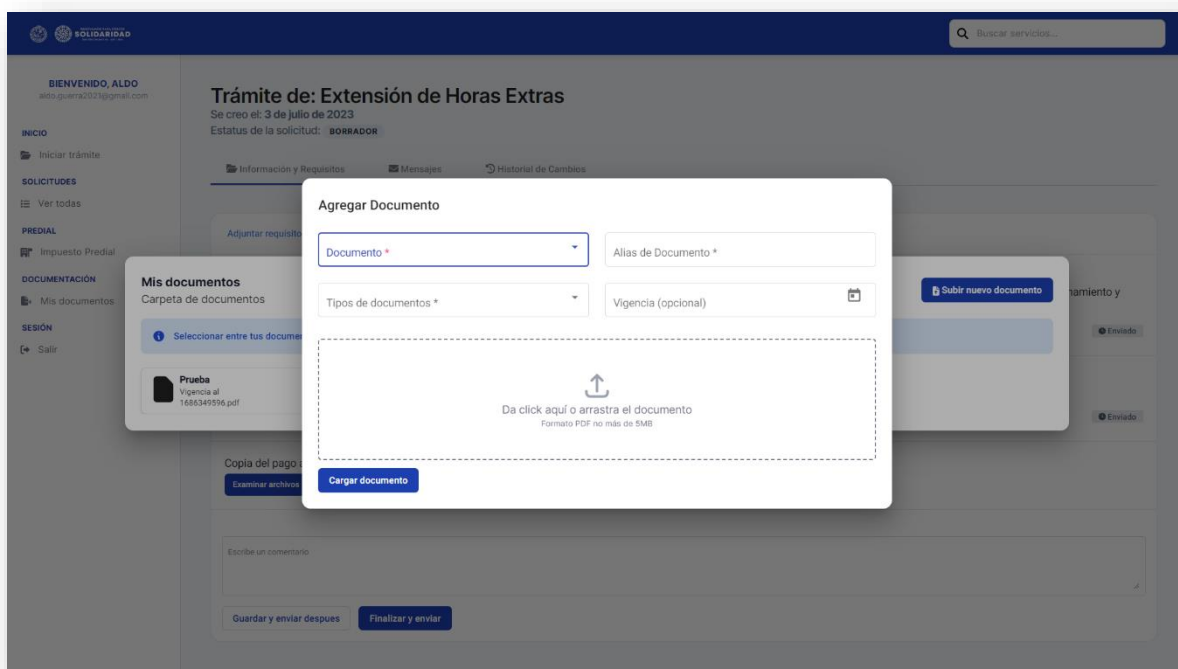 SOLIDARIDAD
Buscar servicios...
BIENVENIDO, ALDO
aldo.guerra2023@gmail.com
INICIO
Iniciar trámite
SOLICITUDES
Ver todas
PREDIAL
Impuesto Predial
DOCUMENTACIÓN
Mis documentos
SESIÓN
Salir
Trámite de: Extensión de Horas Extras
Se creo el: 3 de julio de 2023
Estatus de la solicitud: BORRADOR
Información y Requisitos
Mensajes
Historial de Cambios
Adjuntar requisito
Mis documentos
Carpeta de documentos
Subir nuevo documento
Seleccionar entre tus documen
Prueba
Vigencia al
1686349596.pdf
Agregar Documento
Documento *
Alias de Documento *
Tipos de documentos *
Vigencia (opcional)
Da click aquí o arrastra el documento
Formato PDF no más de 5MB
Cargar documento
namiento y
Enviado
Enviado
Copia del pago
Examinar archivos
Escribe un comentario
Guardar y enviar despues
Finalizar y enviar